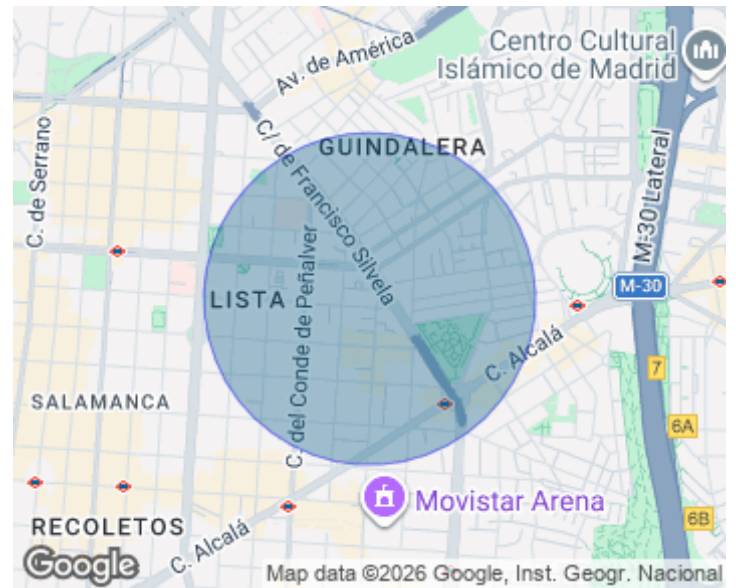 Centro Cultural
Islámico de Madrid
Av. de América
C. de Serrano
C/ de Francisco Silvela
GUINDALERA
M-30 Lateral
C. del Conde de Peñalver
LISTA
M-30
C. Alcalá
7
SALAMANCA
6A
Movistar Arena
6B
RECOLETOS
C. Alcalá
Google
Map data ©2026 Google, Inst. Geogr. Nacional